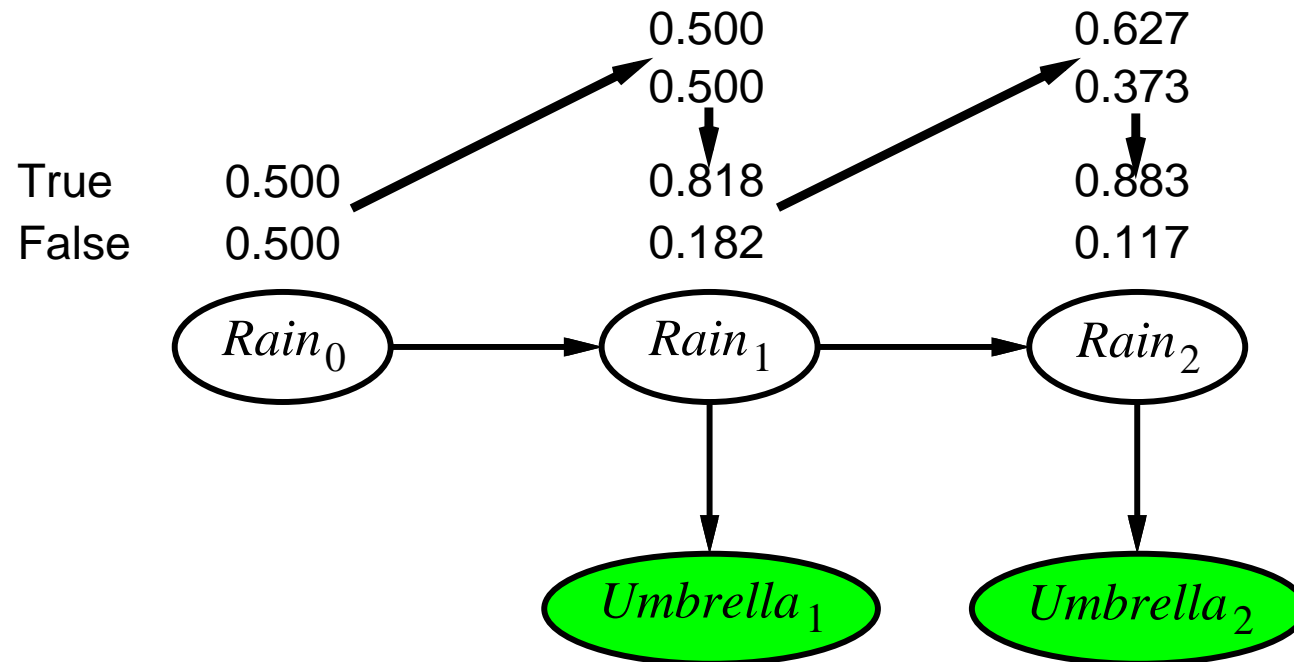 0.500 0.627
0.500 0.373
True 0.500 0.818 0.883
False 0.500 0.182 0.117
Rain0 Rain1 Rain2
Umbrella1 Umbrella2